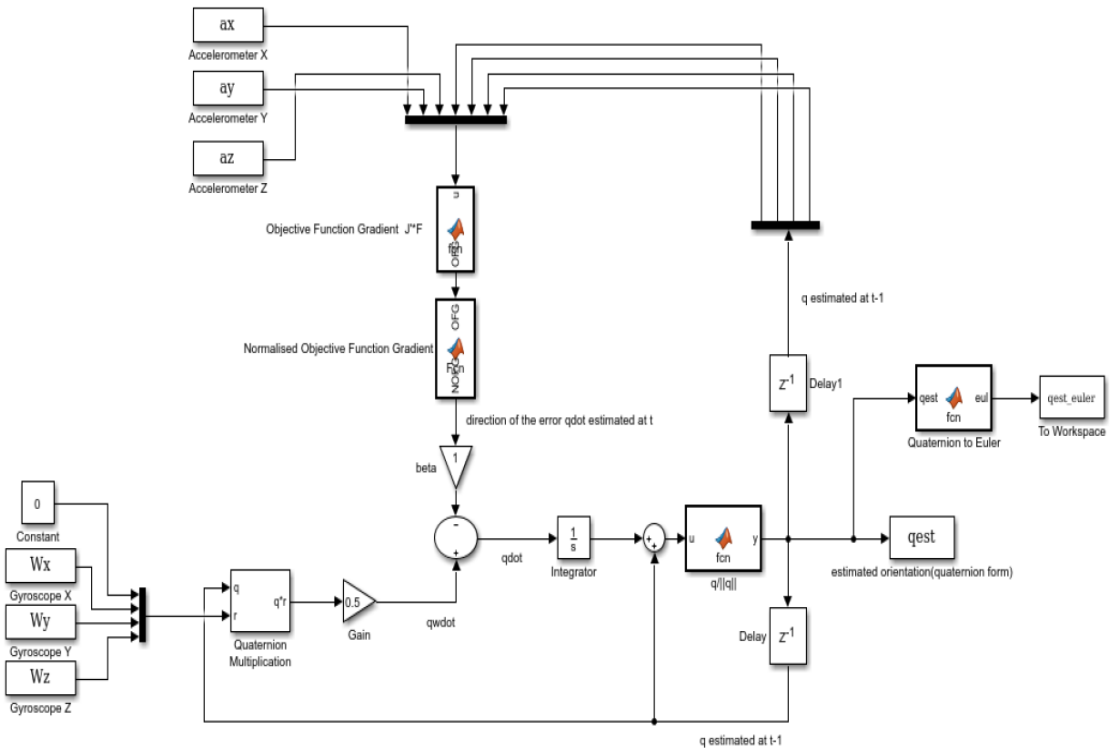 ax
Accelerometer X
ay
Accelerometer Y
az
Accelerometer Z
u
Objective Function Gradient J'*F
fcn
OFG
OFG
Normalised Objective Function Gradient
NOFG
direction of the error qdot estimated at t
beta
1
-
+
qdot
1
s
Integrator
+
+
u
fcn
y
q/||q||
q estimated at t-1
z-1
Delay1
qest
fcn
eul
Quaternion to Euler
qest_euler
To Workspace
qest
estimated orientation(quaternion form)
Delay
z-1
0
Constant
Wx
Gyroscope X
Wy
Gyroscope Y
Wz
Gyroscope Z
q
r
q*r
Quaternion
Multiplication
0.5
Gain
qwdot
q estimated at t-1